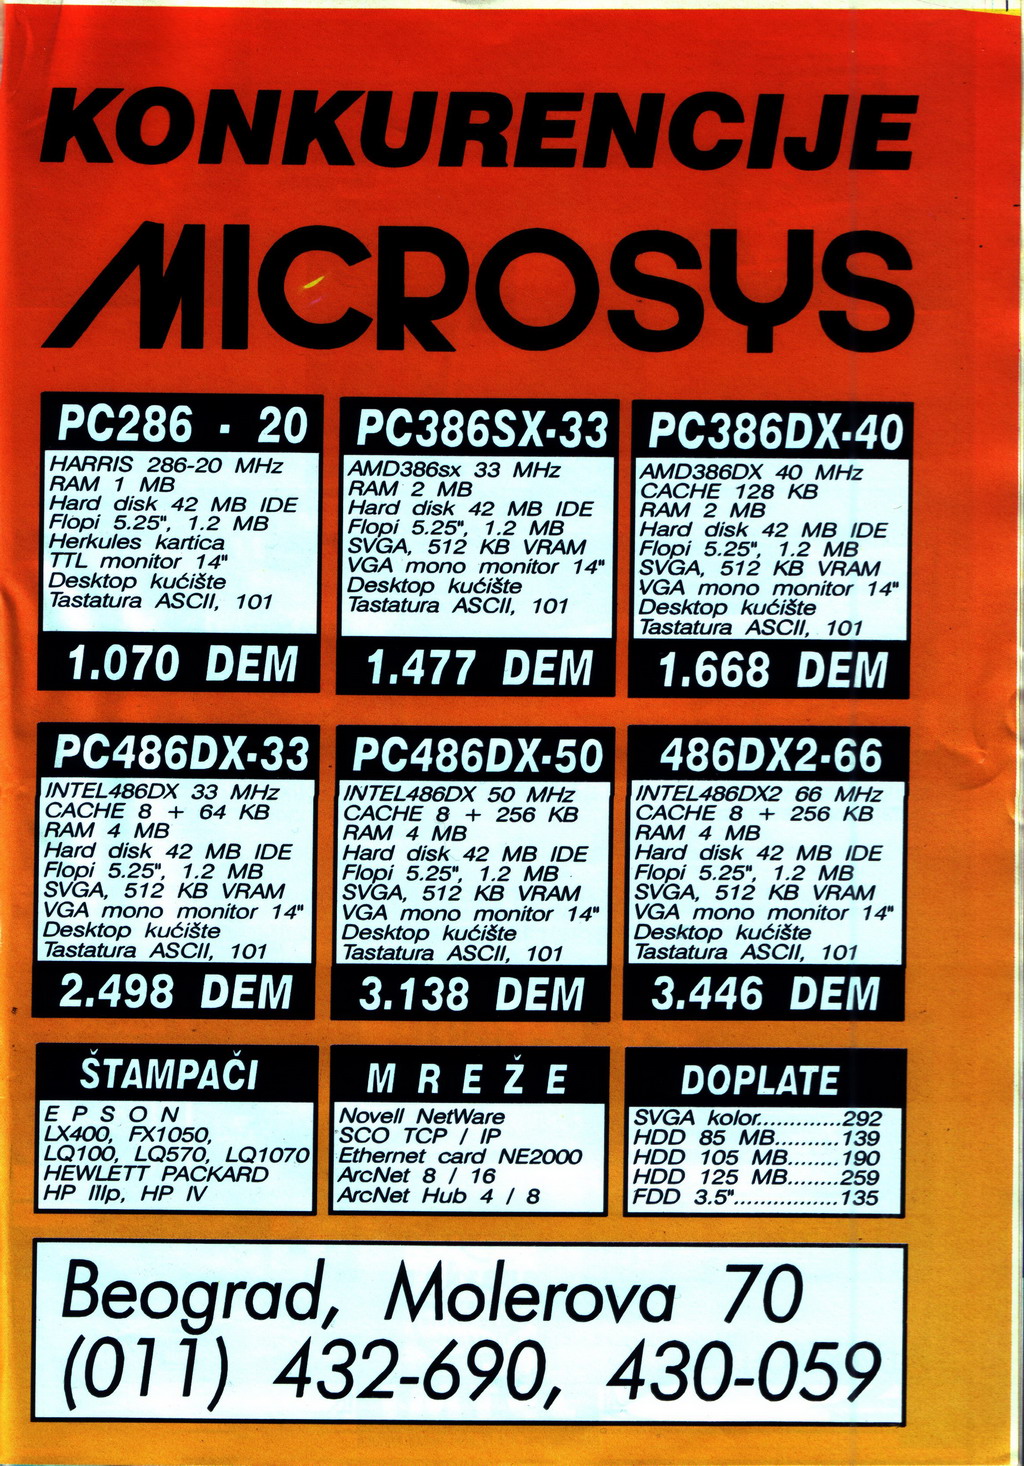 KONKURENCIJE
MICROSYS
PC286 - 20
HARRIS 286-20 MHz
RAM 1 MB
Hard disk 42 MB IDE
Flopi 5.25", 1.2 MB
Herkules kartica
TTL monitor 14"
Desktop kućište
Tastatura ASCII, 101
1.070 DEM
PC386SX-33
AMD386sx 33 MHz
RAM 2 MB
Hard disk 42 MB IDE
Flopi 5.25", 1.2 MB
SVGA, 512 KB VRAM
VGA mono monitor 14"
Desktop kućište
Tastatura ASCII, 101
1.477 DEM
PC386DX-40
AMD386DX 40 MHz
CACHE 128 KB
RAM 2 MB
Hard disk 42 MB IDE
Flopi 5.25", 1.2 MB
SVGA, 512 KB VRAM
VGA mono monitor 14"
Desktop kućište
Tastatura ASCII, 101
1.668 DEM
PC486DX-33
INTEL486DX 33 MHz
CACHE 8 + 64 KB
RAM 4 MB
Hard disk 42 MB IDE
Flopi 5.25", 1.2 MB
SVGA, 512 KB VRAM
VGA mono monitor 14"
Desktop kućište
Tastatura ASCII, 101
2.498 DEM
PC486DX-50
INTEL486DX 50 MHz
CACHE 8 + 256 KB
RAM 4 MB
Hard disk 42 MB IDE
Flopi 5.25", 1.2 MB
SVGA, 512 KB VRAM
VGA mono monitor 14"
Desktop kućište
Tastatura ASCII, 101
3.138 DEM
486DX2-66
INTEL486DX2 66 MHz
CACHE 8 + 256 KB
RAM 4 MB
Hard disk 42 MB IDE
Flopi 5.25", 1.2 MB
SVGA, 512 KB VRAM
VGA mono monitor 14"
Desktop kućište
Tastatura ASCII, 101
3.446 DEM
ŠTAMPAČI
E P S O N
LX400, FX1050,
LQ100, LQ570, LQ1070
HEWLETT PACKARD
HP IIIp, HP IV
M R E Ž E
Novell NetWare
SCO TCP / IP
Ethernet card NE2000
ArcNet 8 / 16
ArcNet Hub 4 / 8
DOPLATE
SVGA kolor..............292
HDD 85 MB..........139
HDD 105 MB........190
HDD 125 MB........259
FDD 3.5"..................135
Beograd, Molerova 70
(011) 432-690, 430-059